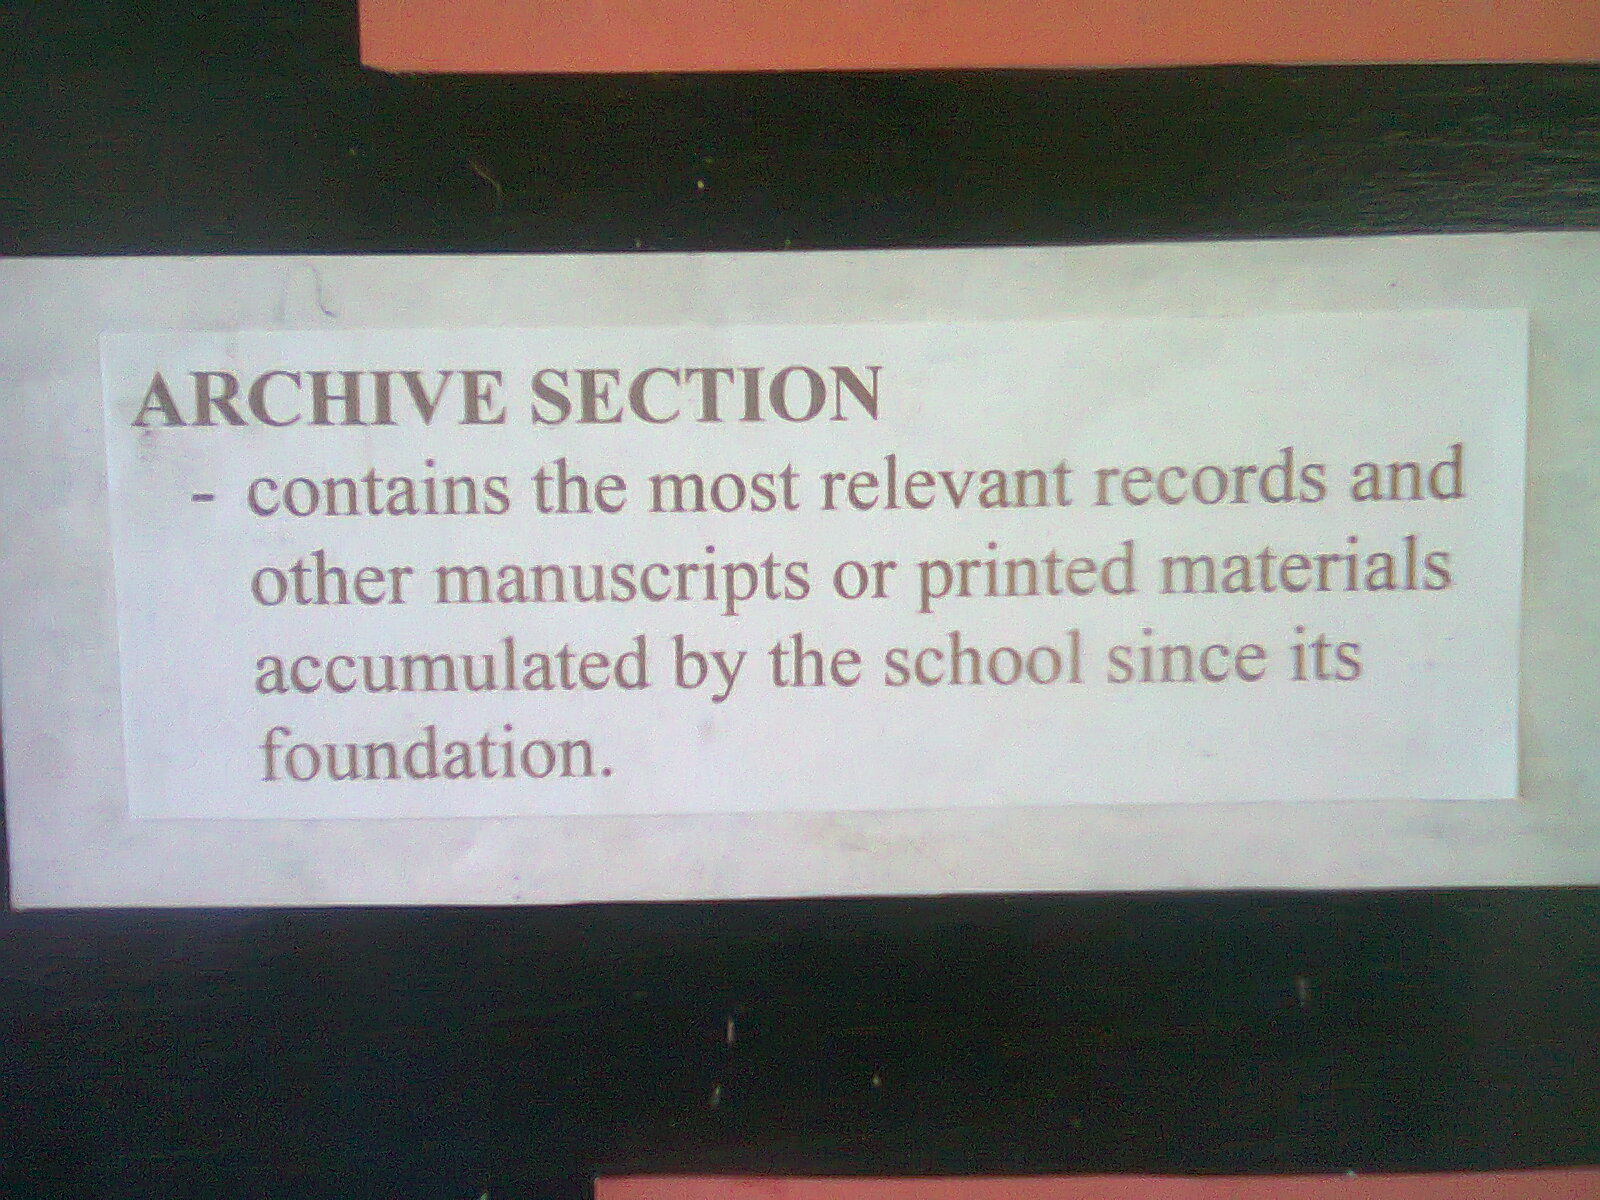 ARCHIVE SECTION
- contains the most relevant records and
other manuscripts or printed materials
accumulated by the school since its
foundation.